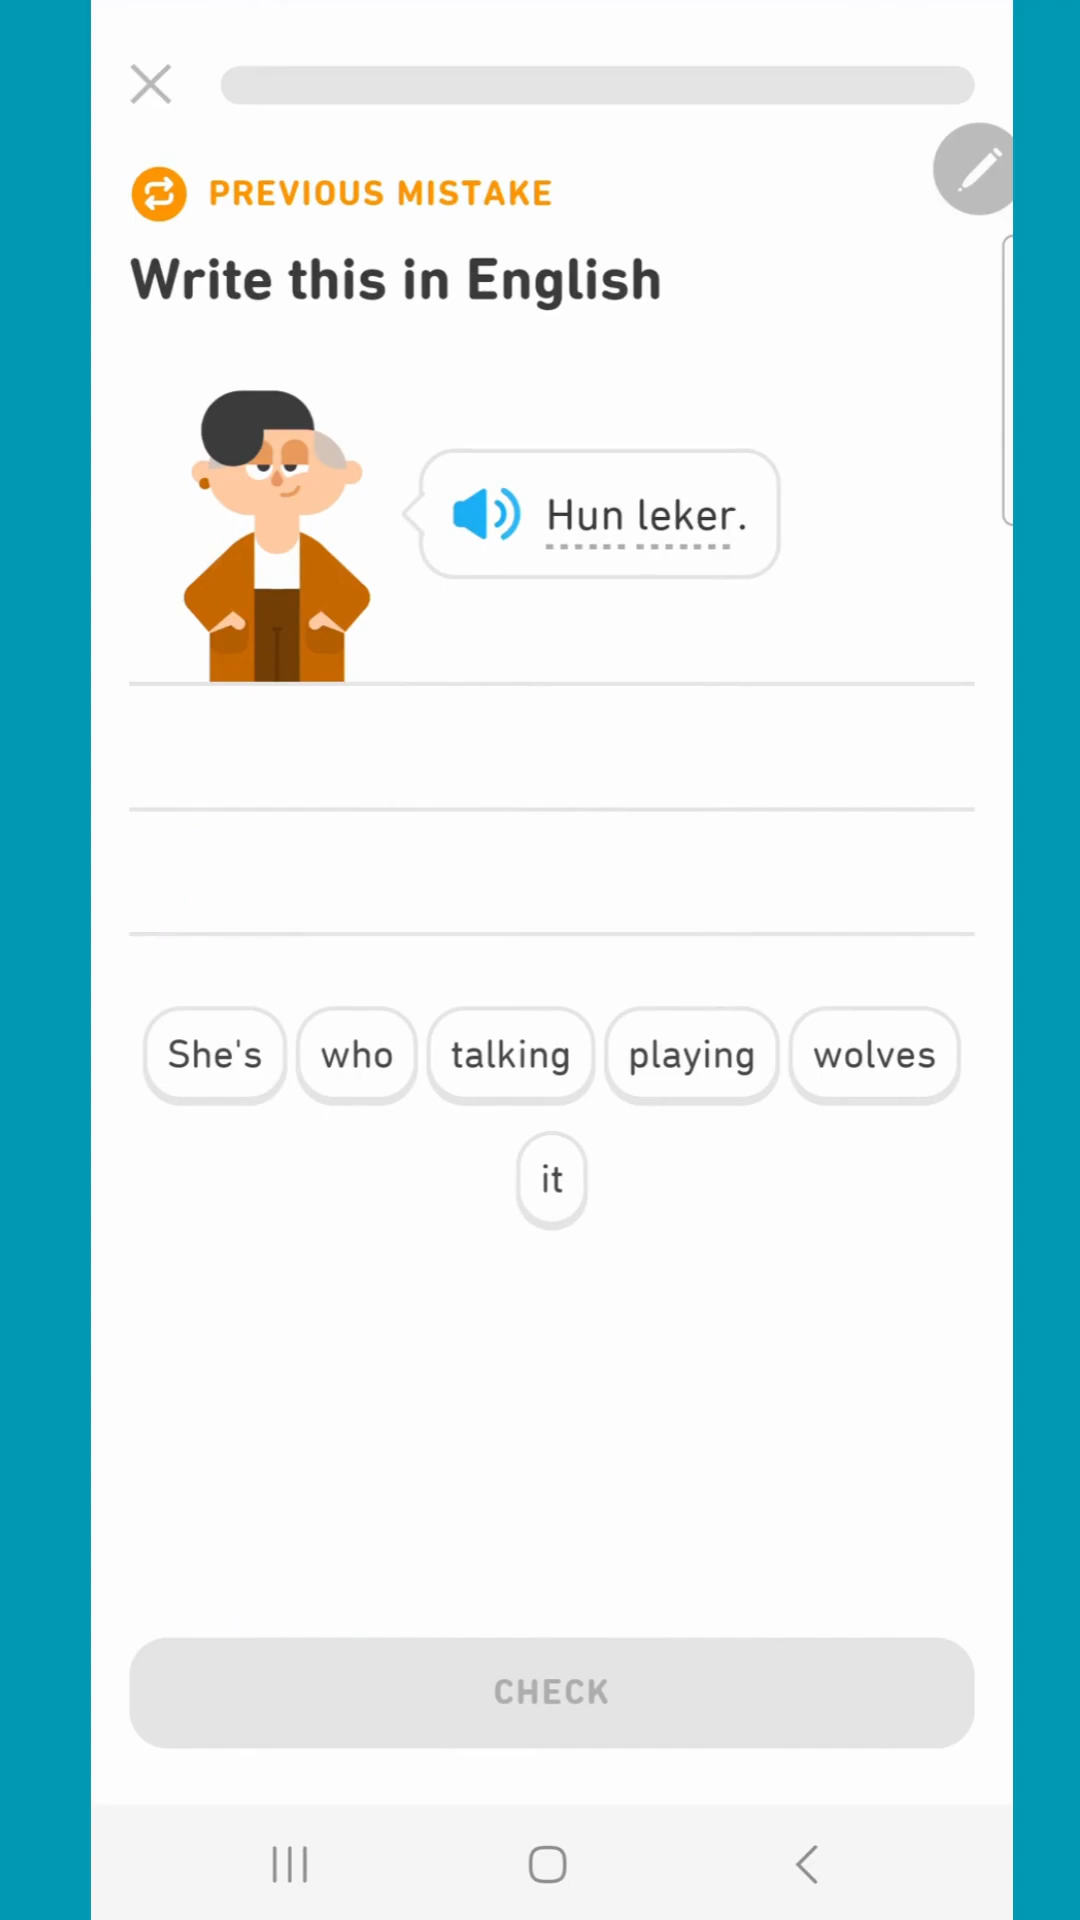 PREVIOUS MISTAKE
Write this in English
Hun leker.
She's who talking playing wolves
it
CHECK